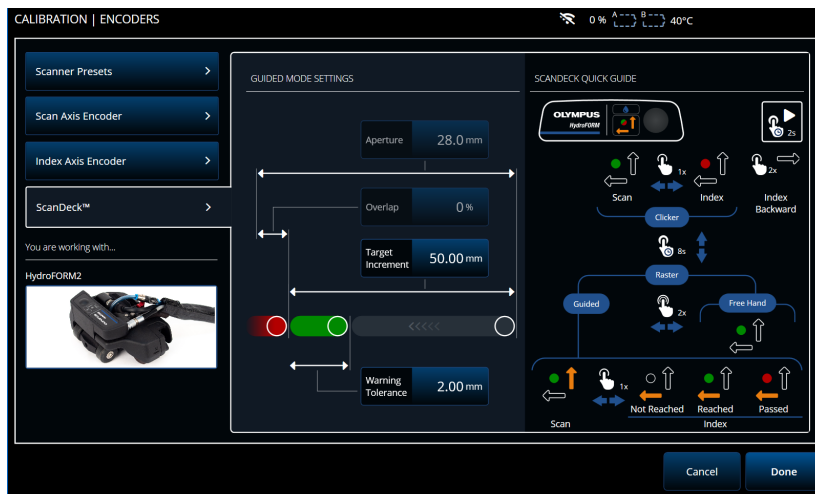 CALIBRATION | ENCODERS
0 % A B 40°C
Scanner Presets
Scan Axis Encoder
Index Axis Encoder
ScanDeck™
You are working with...
HydroFORM2
GUIDED MODE SETTINGS
Aperture 28.0 mm
Overlap 0 %
Target
Increment 50.00 mm
<<<<<
Warning
Tolerance 2.00 mm
SCANDECK QUICK GUIDE
OLYMPUS
HydroFORM
2s
1x
2x
Scan
Index
Index
Backward
Clicker
8s
Raster
Guided
2x
Free Hand
1x
Not Reached
Reached
Passed
Scan
Index
Cancel
Done